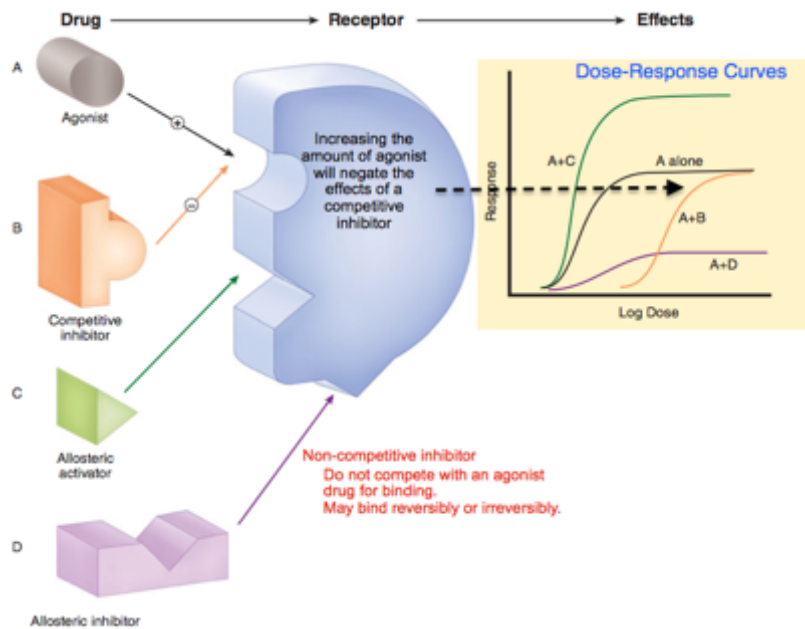 Drug
Receptor
Effects
A
Agonist
+
B
Competitive
inhibitor
–
C
Allosteric
activator
D
Allosteric inhibitor
Increasing the
amount of agonist
will negate the
effects of a
competitive
inhibitor
Non-competitive inhibitor
Do not compete with an agonist
drug for binding.
May bind reversibly or irreversibly.
Dose-Response Curves
Response
A+C
A alone
A+B
A+D
Log Dose